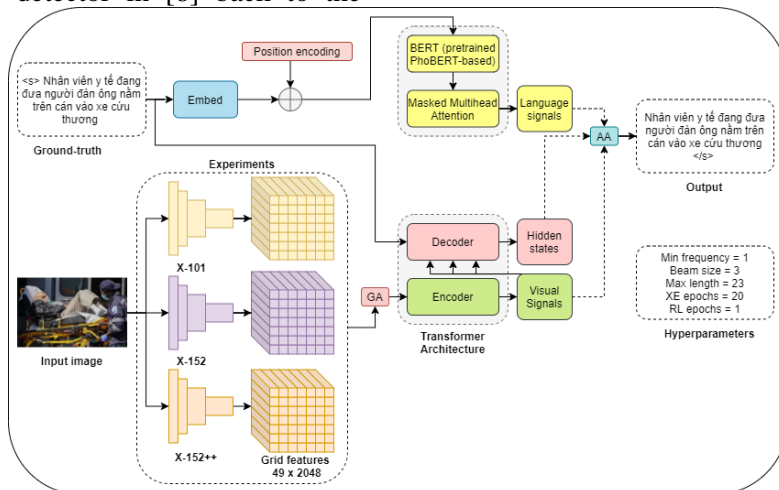 detector in [6] back to the
Position encoding
<s> Nhân viên y tế đang
đưa người đàn ông nằm
trên cán vào xe cứu
thương
Ground-truth
Embed
BERT (pretrained
PhoBERT-based)
Masked Multihead
Attention
Language
signals
AA
Nhân viên y tế đang đưa
người đàn ông nằm trên
cán vào xe cứu thương
</s>
Output
Experiments
X-101
X-152
X-152++
Grid features
49 x 2048
Input image
GA
Decoder
Encoder
Hidden
states
Visual
Signals
Transformer
Architecture
Min frequency = 1
Beam size = 3
Max length = 23
XE epochs = 20
RL epochs = 1
Hyperparameters